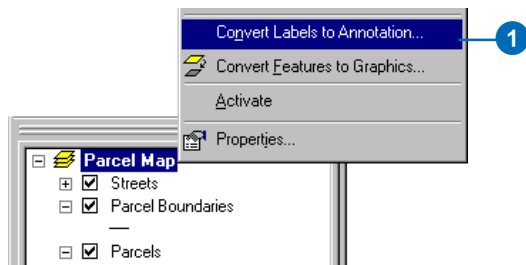 Convert Labels to Annotation...
1
Convert Features to Graphics...
Activate
Properties...
Parcel Map
Streets
Parcel Boundaries
Parcels